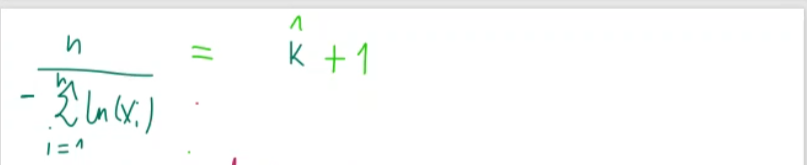 n / (- ∑_{i=1}^{n} ln(x_i)) = k̂ + 1